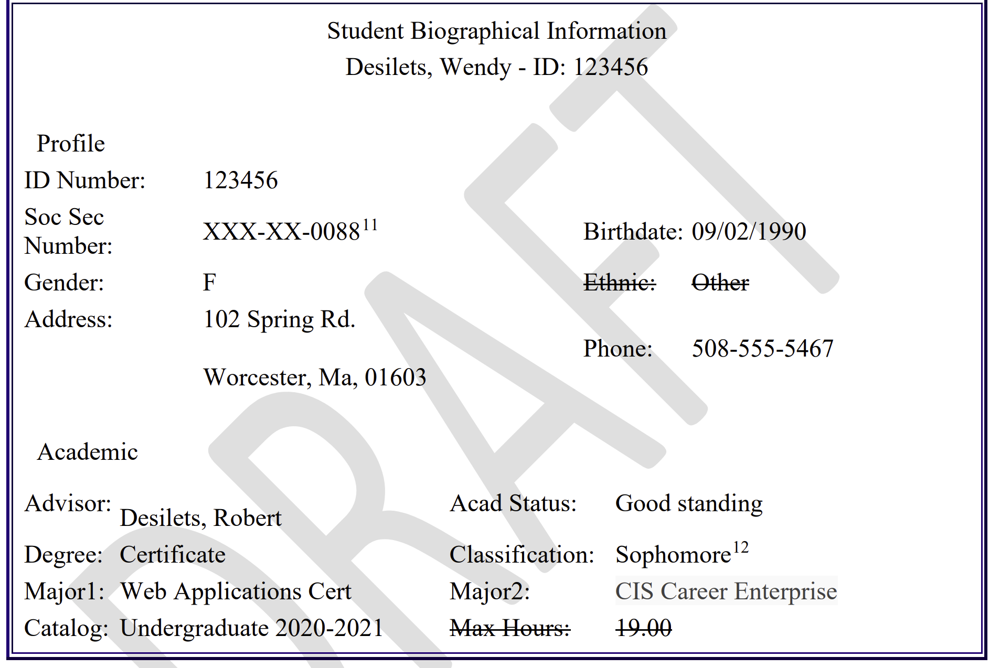 Student Biographical Information
Desilets, Wendy - ID: 123456
Profile
ID Number: 123456
Soc Sec
Number: XXX-XX-0088¹¹ Birthdate: 09/02/1990
Gender: F Ethnic: Other
Address: 102 Spring Rd.
Phone: 508-555-5467
Worcester, Ma, 01603
Academic
Advisor: Desilets, Robert Acad Status: Good standing
Degree: Certificate Classification: Sophomore¹²
Major1: Web Applications Cert Major2: CIS Career Enterprise
Catalog: Undergraduate 2020-2021 Max Hours: 19.00
DRAFT